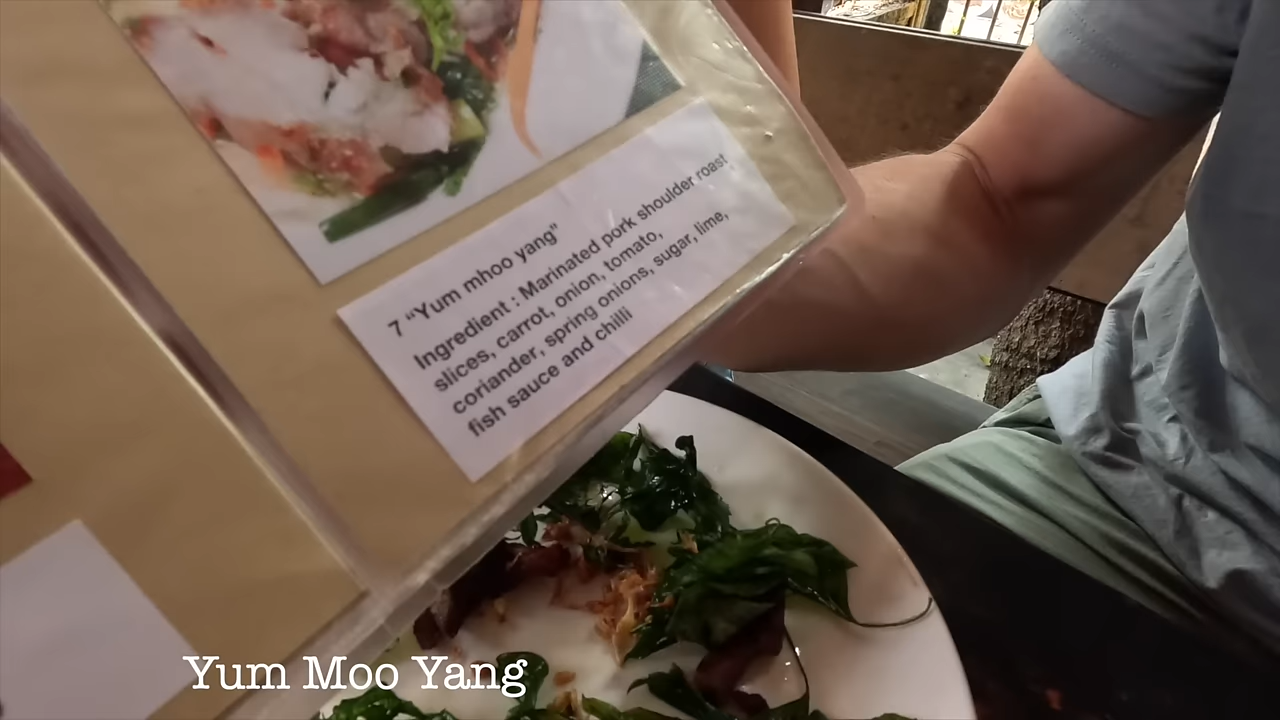 7 “Yum mhoo yang"
Ingredient : Marinated pork shoulder roast
slices, carrot, onion, tomato,
coriander, spring onions, sugar, lime,
fish sauce and chilli
Yum Moo Yang